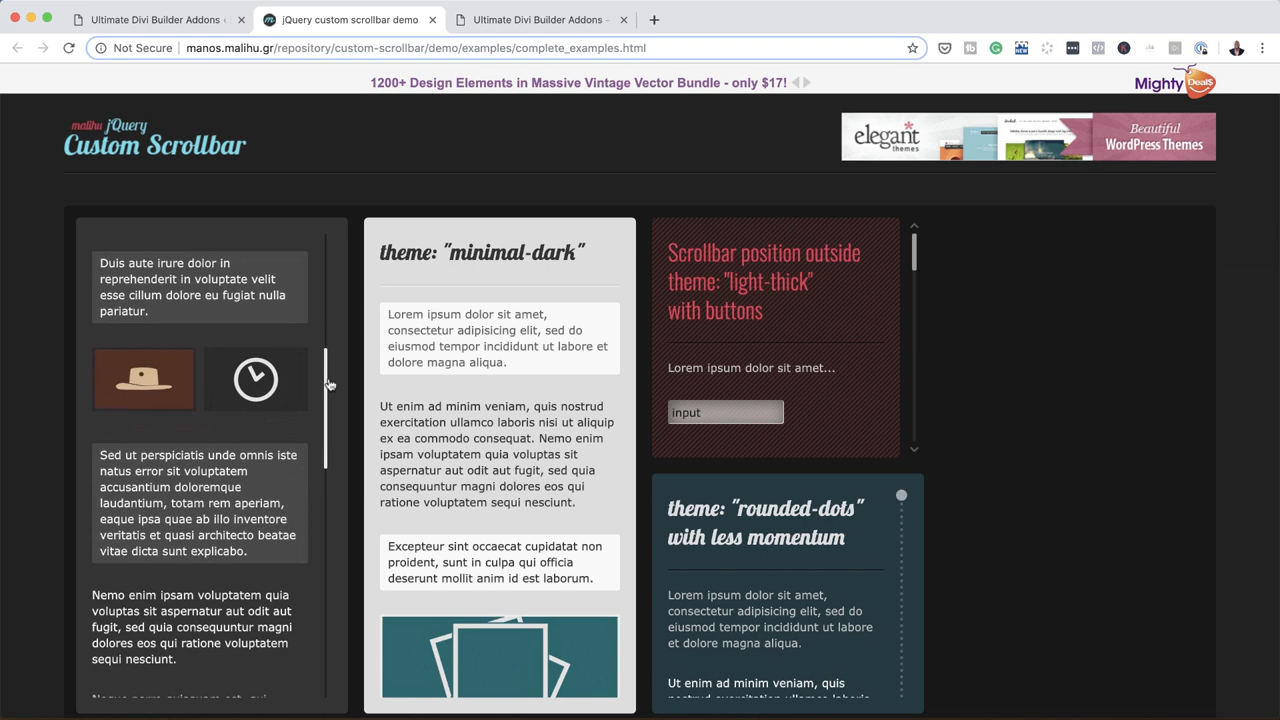 Ultimate Divi Builder Addons
jQuery custom scrollbar demo
Ultimate Divi Builder Addons -
Not Secure
manos.malihu.gr/repository/custom-scrollbar/demo/examples/complete_examples.html
NEW
1200+ Design Elements in Massive Vintage Vector Bundle - only $17!
Mighty Deal$
malihu jQuery
Custom Scrollbar
elegant
themes
Beautiful
WordPress Themes
Duis aute irure dolor in
reprehenderit in voluptate velit
esse cillum dolore eu fugiat nulla
pariatur.
Sed ut perspiciatis unde omnis iste
natus error sit voluptatem
accusantium doloremque
laudantium, totam rem aperiam,
eaque ipsa quae ab illo inventore
veritatis et quasi architecto beatae
vitae dicta sunt explicabo.
Nemo enim ipsam voluptatem quia
voluptas sit aspernatur aut odit aut
fugit, sed quia consequuntur magni
dolores eos qui ratione voluptatem
sequi nesciunt.
theme: "minimal-dark"
Lorem ipsum dolor sit amet,
consectetur adipisicing elit, sed do
eiusmod tempor incididunt ut labore et
dolore magna aliqua.
Ut enim ad minim veniam, quis nostrud
exercitation ullamco laboris nisi ut aliquip
ex ea commodo consequat. Nemo enim
ipsam voluptatem quia voluptas sit
aspernatur aut odit aut fugit, sed quia
consequuntur magni dolores eos qui
ratione voluptatem sequi nesciunt.
Excepteur sint occaecat cupidatat non
proident, sunt in culpa qui officia
deserunt mollit anim id est laborum.
Scrollbar position outside
theme: "light-thick"
with buttons
Lorem ipsum dolor sit amet...
input
theme: "rounded-dots"
with less momentum
Lorem ipsum dolor sit amet,
consectetur adipisicing elit, sed do
eiusmod tempor incididunt ut labore et
dolore magna aliqua.
Ut enim ad minim veniam, quis